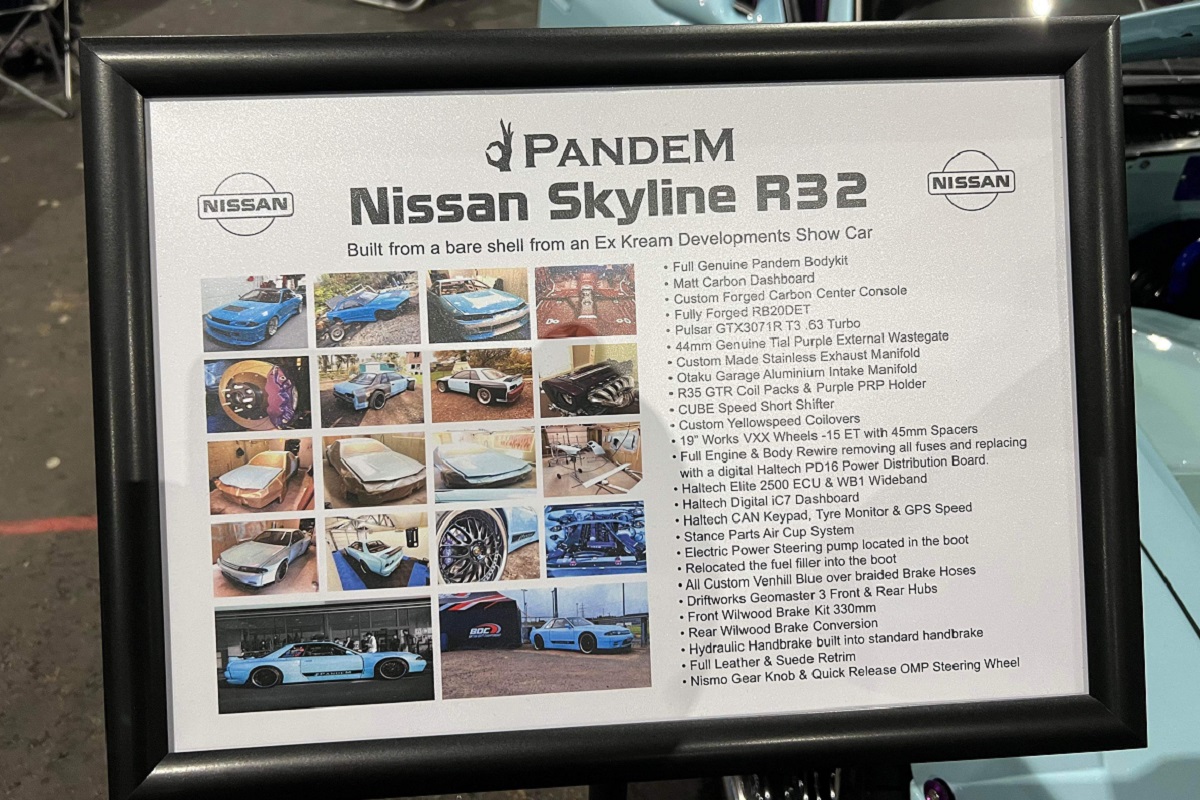 PANDEM
NISSAN
Nissan Skyline R32
NISSAN
Built from a bare shell from an Ex Kream Developments Show Car
• Full Genuine Pandem Bodykit
• Matt Carbon Dashboard
• Custom Forged Carbon Center Console
• Fully Forged RB20DET
• Pulsar GTX3071R T3 .63 Turbo
• 44mm Genuine Tial Purple External Wastegate
• Custom Made Stainless Exhaust Manifold
• Otaku Garage Aluminium Intake Manifold
• R35 GTR Coil Packs & Purple PRP Holder
• CUBE Speed Short Shifter
• Custom Yellowspeed Coilovers
• 19" Works VXX Wheels -15 ET with 45mm Spacers
• Full Engine & Body Rewire removing all fuses and replacing
with a digital Haltech PD16 Power Distribution Board.
• Haltech Elite 2500 ECU & WB1 Wideband
• Haltech Digital iC7 Dashboard
• Haltech CAN Keypad, Tyre Monitor & GPS Speed
• Stance Parts Air Cup System
• Electric Power Steering pump located in the boot
• Relocated the fuel filler into the boot
• All Custom Venhill Blue over braided Brake Hoses
• Driftworks Geomaster 3 Front & Rear Hubs
• Front Wilwood Brake Kit 330mm
• Rear Wilwood Brake Conversion
• Hydraulic Handbrake built into standard handbrake
• Full Leather & Suede Retrim
• Nismo Gear Knob & Quick Release OMP Steering Wheel
BDC
PANDEM